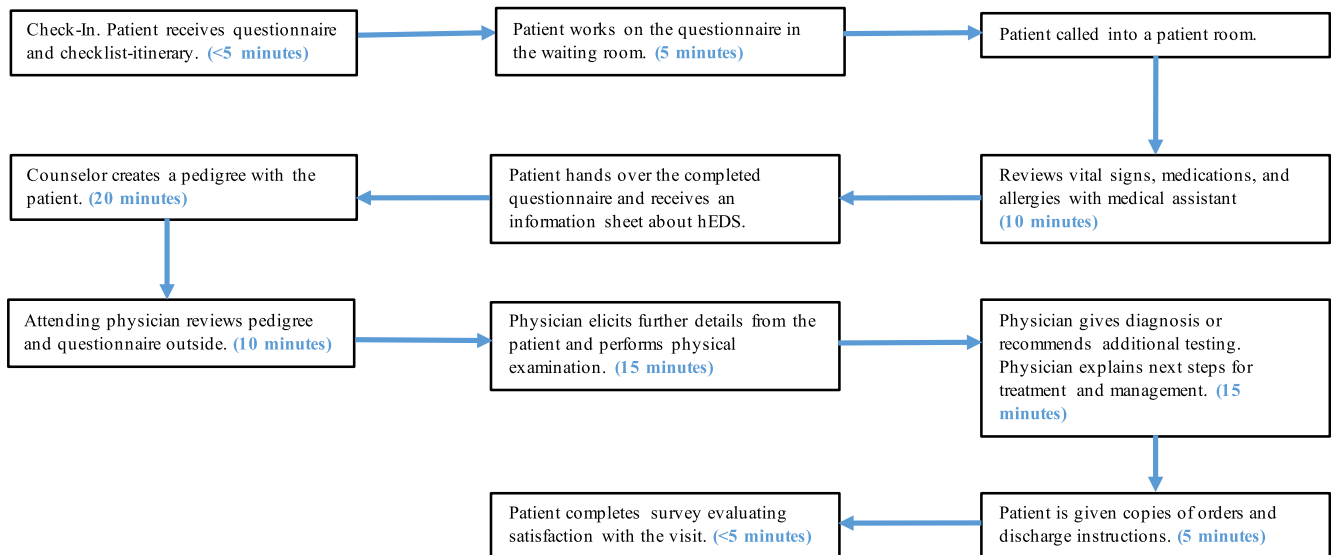 Check-In. Patient receives questionnaire
and checklist-itinerary. (<5 minutes)
Patient works on the questionnaire in
the waiting room. (5 minutes)
Patient called into a patient room.
Reviews vital signs, medications, and
allergies with medical assistant
(10 minutes)
Patient hands over the completed
questionnaire and receives an
information sheet about hEDS.
Counselor creates a pedigree with the
patient. (20 minutes)
Attending physician reviews pedigree
and questionnaire outside. (10 minutes)
Physician elicits further details from the
patient and performs physical
examination. (15 minutes)
Physician gives diagnosis or
recommends additional testing.
Physician explains next steps for
treatment and management. (15
minutes)
Patient is given copies of orders and
discharge instructions. (5 minutes)
Patient completes survey evaluating
satisfaction with the visit. (<5 minutes)